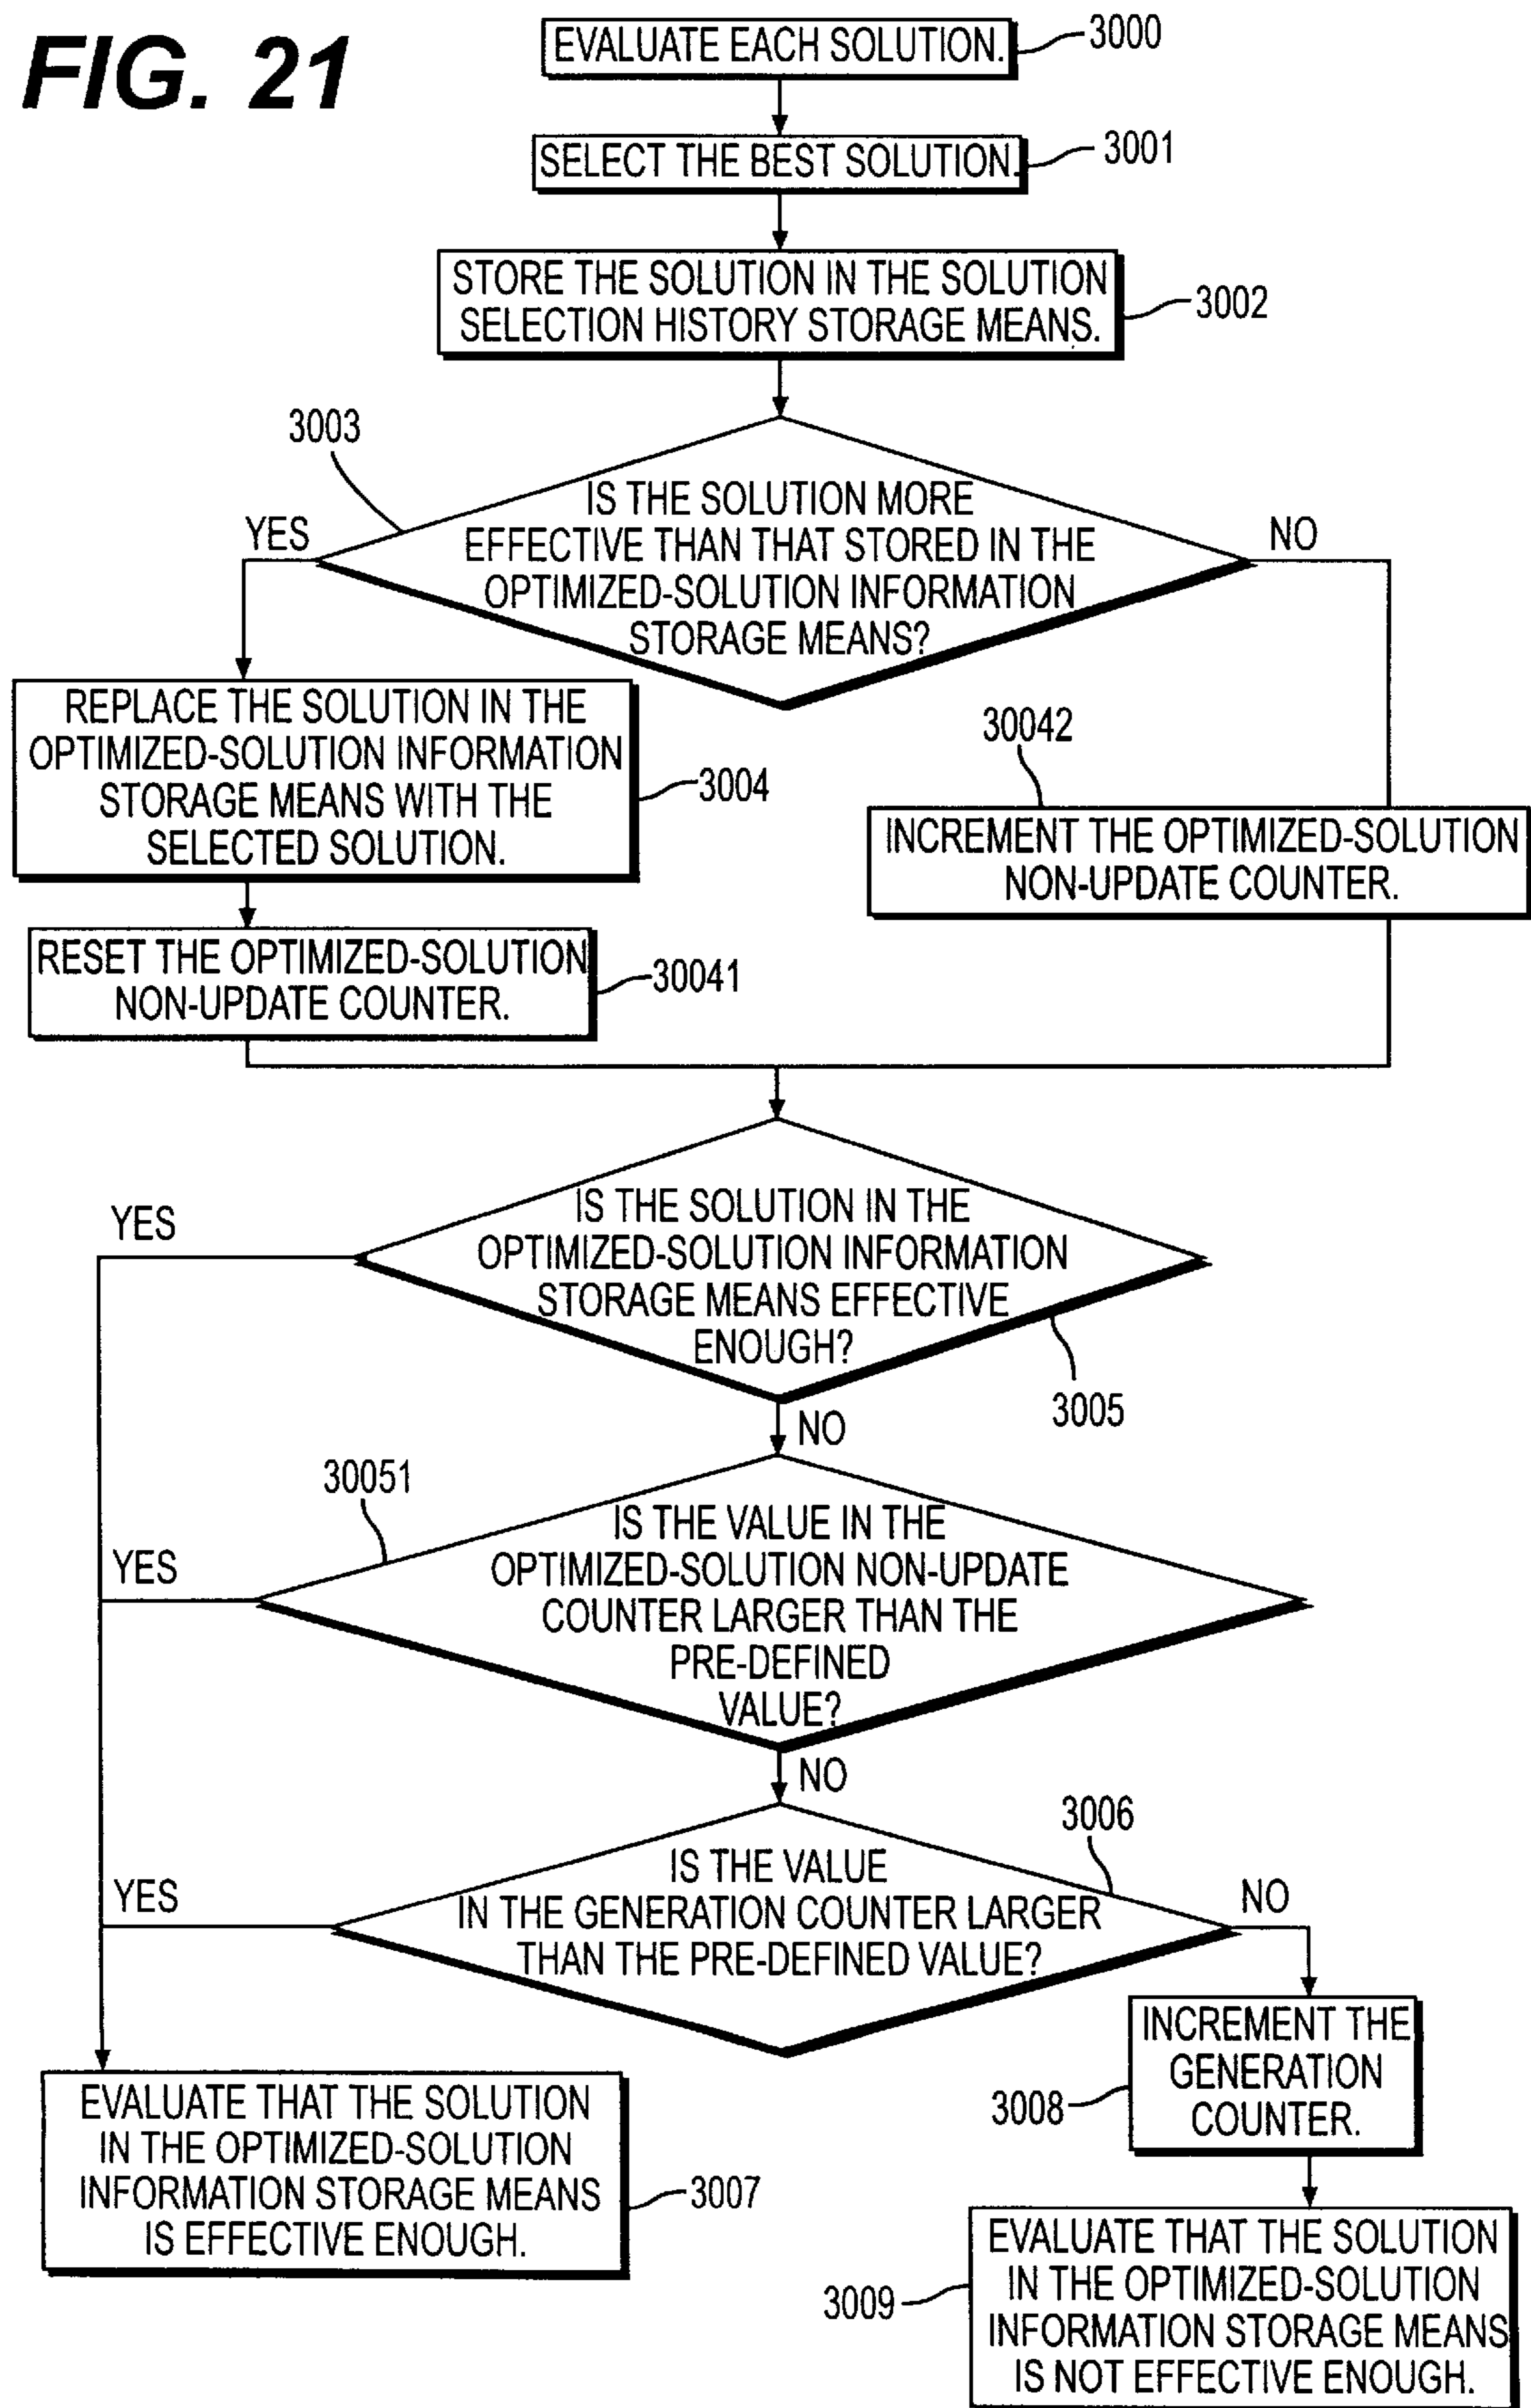 FIG. 21
EVALUATE EACH SOLUTION.
3000
SELECT THE BEST SOLUTION.
3001
STORE THE SOLUTION IN THE SOLUTION
SELECTION HISTORY STORAGE MEANS.
3002
3003
IS THE SOLUTION MORE
EFFECTIVE THAN THAT STORED IN THE
OPTIMIZED-SOLUTION INFORMATION
STORAGE MEANS?
YES
NO
REPLACE THE SOLUTION IN THE
OPTIMIZED-SOLUTION INFORMATION
STORAGE MEANS WITH THE
SELECTED SOLUTION.
3004
30042
INCREMENT THE OPTIMIZED-SOLUTION
NON-UPDATE COUNTER.
RESET THE OPTIMIZED-SOLUTION
NON-UPDATE COUNTER.
30041
YES
IS THE SOLUTION IN THE
OPTIMIZED-SOLUTION INFORMATION
STORAGE MEANS EFFECTIVE
ENOUGH?
3005
NO
30051
YES
IS THE VALUE IN THE
OPTIMIZED-SOLUTION NON-UPDATE
COUNTER LARGER THAN THE
PRE-DEFINED
VALUE?
NO
3006
YES
IS THE VALUE
IN THE GENERATION COUNTER LARGER
THAN THE PRE-DEFINED VALUE?
NO
INCREMENT THE
GENERATION
COUNTER.
3008
EVALUATE THAT THE SOLUTION
IN THE OPTIMIZED-SOLUTION
INFORMATION STORAGE MEANS
IS EFFECTIVE ENOUGH.
3007
EVALUATE THAT THE SOLUTION
IN THE OPTIMIZED-SOLUTION
INFORMATION STORAGE MEANS
IS NOT EFFECTIVE ENOUGH.
3009